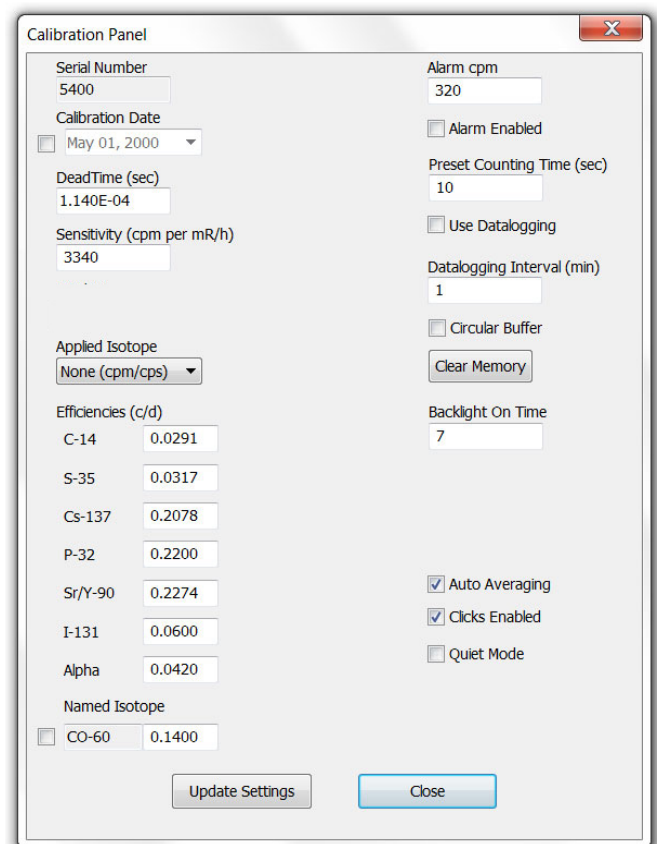 Calibration Panel
X
Serial Number
5400
Calibration Date
May 01, 2000
DeadTime (sec)
1.140E-04
Sensitivity (cpm per mR/h)
3340
Applied Isotope
None (cpm/cps)
Efficiencies (c/d)
C-14 0.0291
S-35 0.0317
Cs-137 0.2078
P-32 0.2200
Sr/Y-90 0.2274
I-131 0.0600
Alpha 0.0420
Named Isotope
CO-60 0.1400
Alarm cpm
320
Alarm Enabled
Preset Counting Time (sec)
10
Use Datalogging
Datalogging Interval (min)
1
Circular Buffer
Clear Memory
Backlight On Time
7
Auto Averaging
Clicks Enabled
Quiet Mode
Update Settings
Close